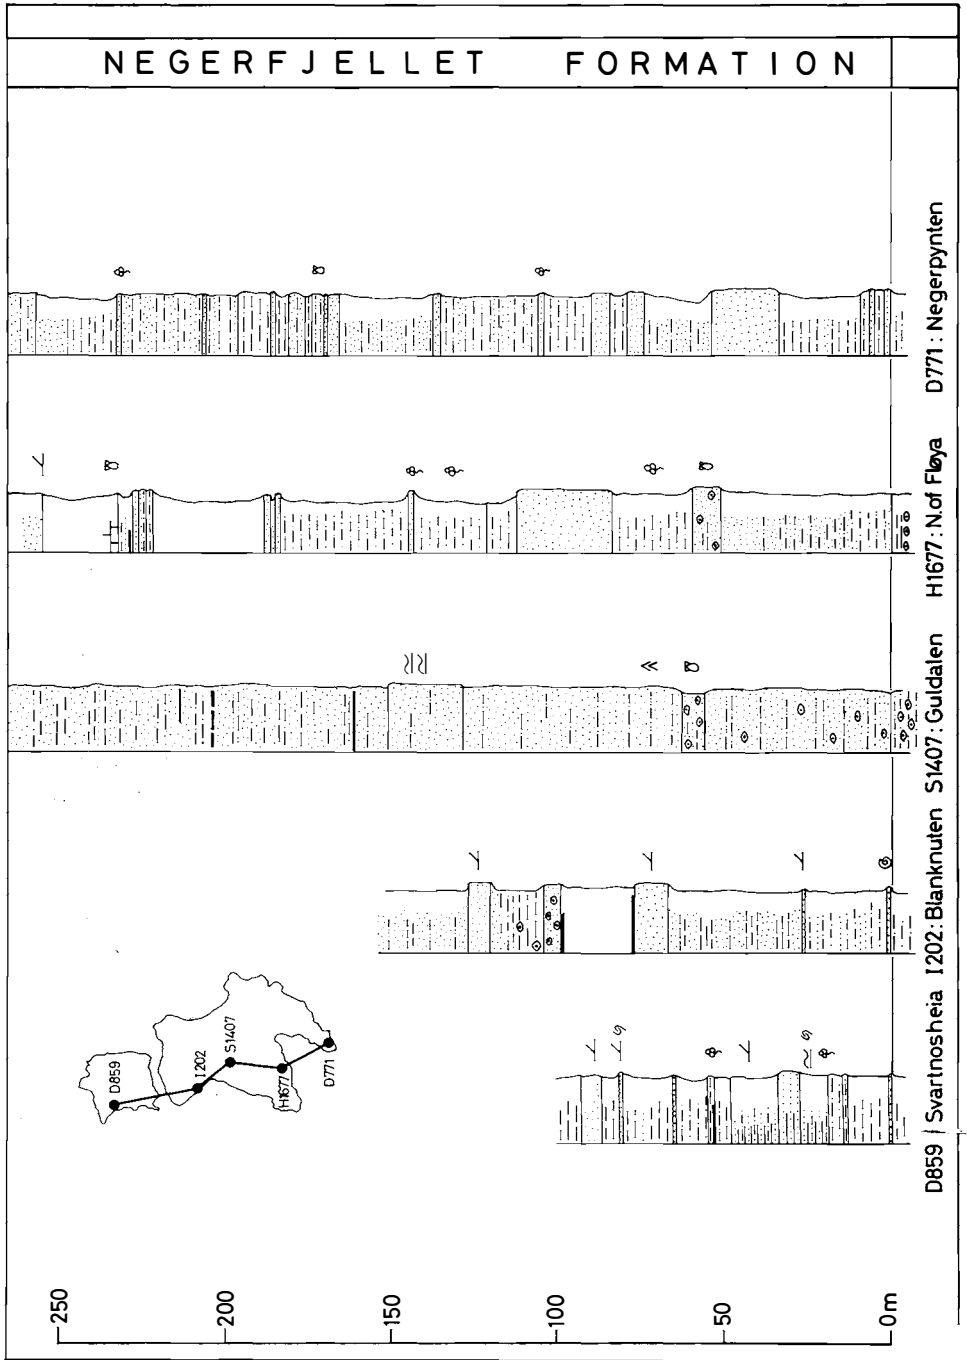 NEGERFJELLET FORMATION
D859 Svartnosheia
I202: Blanknuten
S1407: Guldalen
H1677: N.of Fløya
D771: Negerpynten
D859
I202
S1407
H1677
D771
250
200
150
100
50
0m